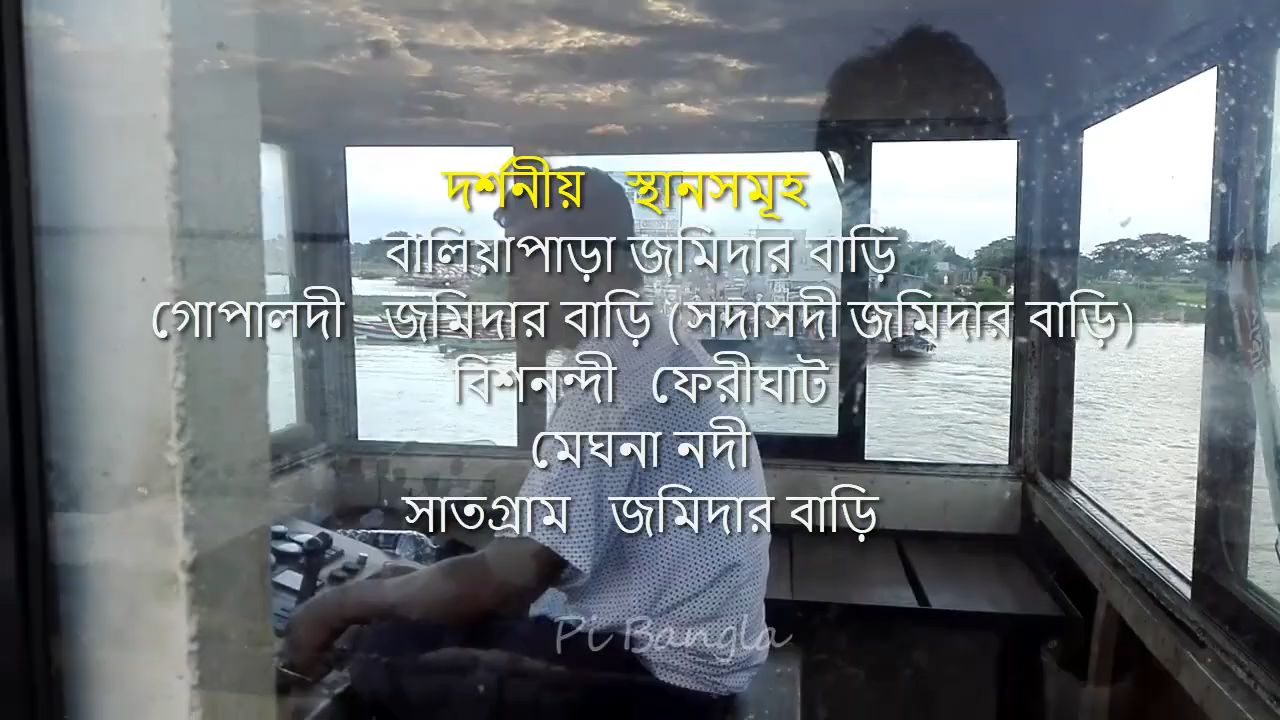 দর্শনীয় স্থানসমূহ
বালিয়াপাড়া জমিদার বাড়ি
গোপালদী জমিদার বাড়ি (সদাসদী জমিদার বাড়ি)
বিশনন্দী ফেরীঘাট
মেঘনা নদী
সাতগ্রাম জমিদার বাড়ি
Pi Bangla